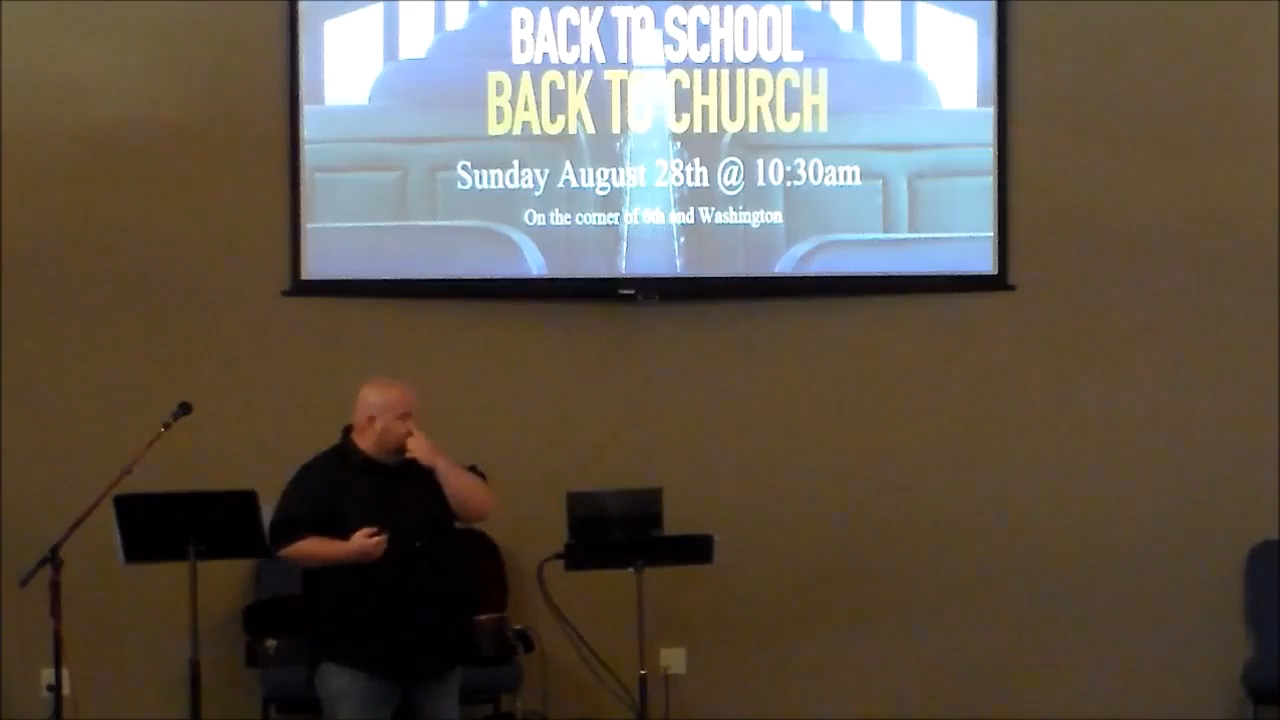 BACK TO SCHOOL
BACK TO CHURCH
Sunday August 28th @ 10:30am
On the corner of 6th and Washington